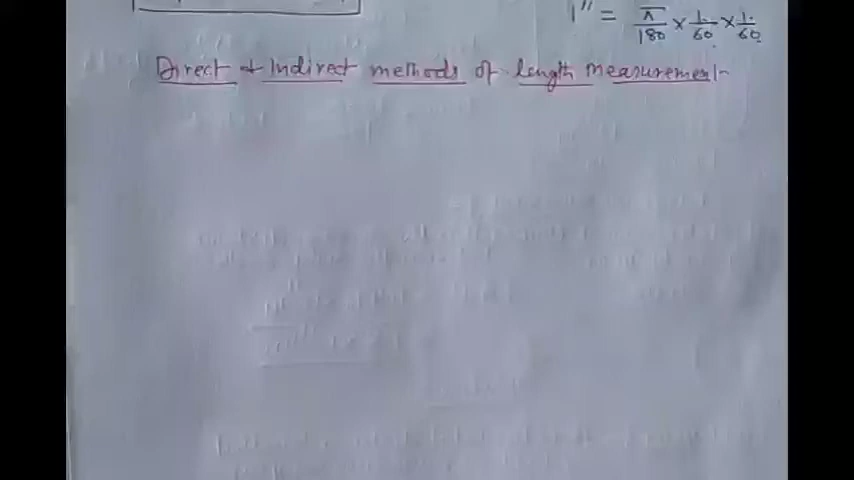 1″ = π/180 × 1/60 × 1/60
Direct & Indirect methods of length measurement